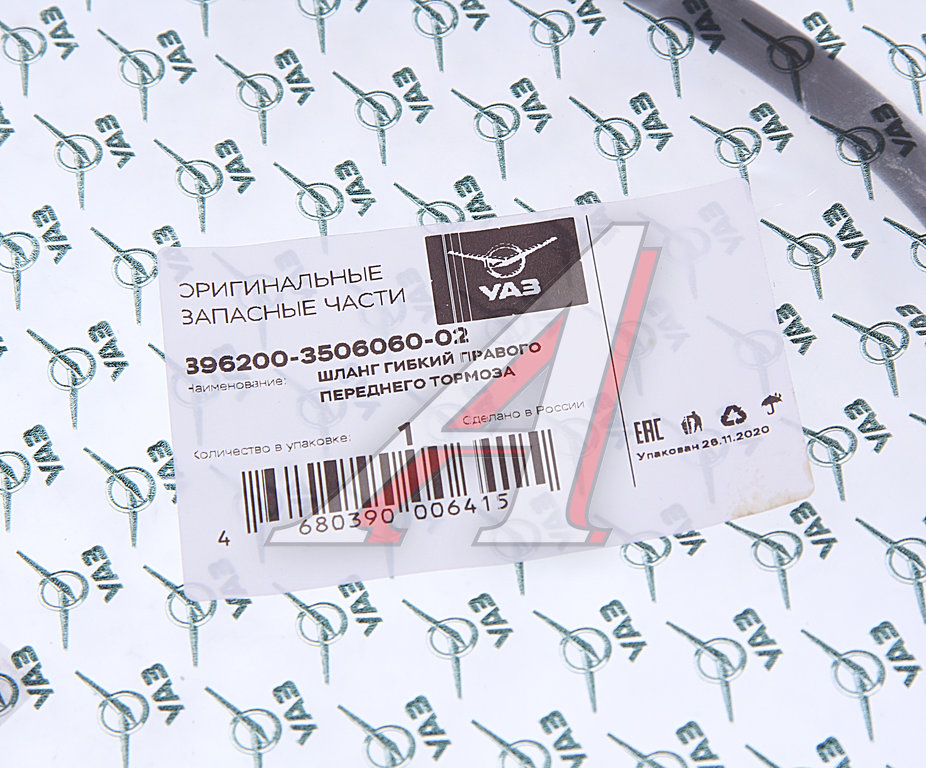 ОРИГИНАЛЬНЫЕ
ЗАПАСНЫЕ ЧАСТИ
УАЗ
396200-3506060-02
Наименование: ШЛАНГ ГИБКИЙ ПРАВОГО
ПЕРЕДНЕГО ТОРМОЗА
Количество в упаковке: 1
Сделано в России
4 680390 006415
EAC
Упакован 26.11.2020